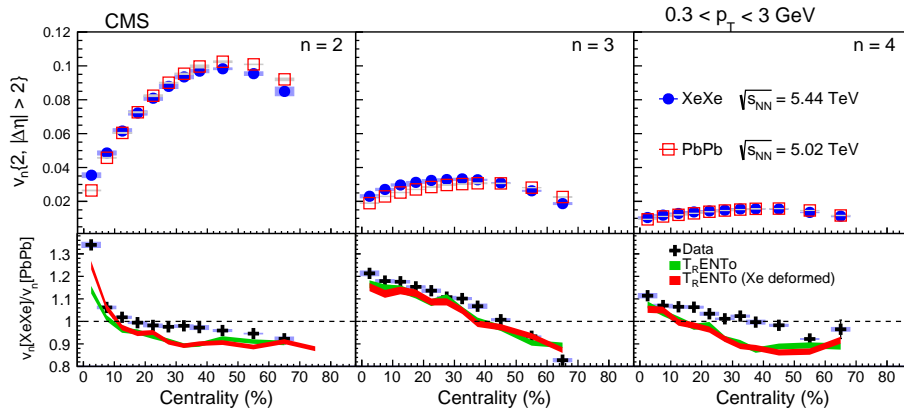 CMS
0.3 < p_T < 3 GeV
n = 2
n = 3
n = 4
v_n{2, |Δη| > 2}
0.12
0.1
0.08
0.06
0.04
0.02
XeXe √s_NN = 5.44 TeV
PbPb √s_NN = 5.02 TeV
v_n[XeXe]/v_n[PbPb]
1.3
1.2
1.1
1
0.9
0.8
Data
T_RENTo
T_RENTo (Xe deformed)
0 10 20 30 40 50 60 70 80
0 10 20 30 40 50 60 70 80
0 10 20 30 40 50 60 70 80
Centrality (%)
Centrality (%)
Centrality (%)